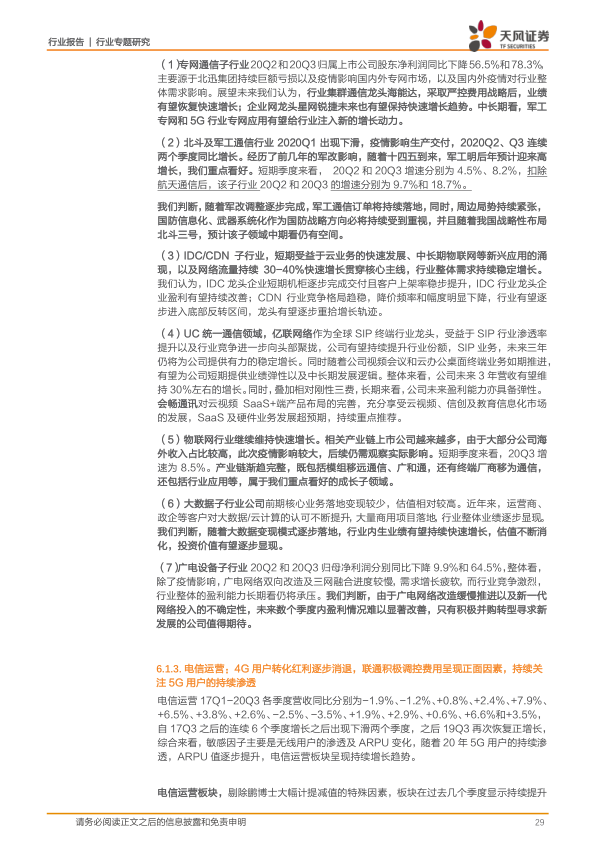 行业报告 | 行业专题研究
天风证券
TF SECURITIES
（1）专网通信子行业 20Q2 和 20Q3 归属上市公司股东净利润同比下降 56.5%和 78.3%。
主要源于北迅集团持续巨额亏损以及疫情影响国内外专网市场，以及国内外疫情对行业整
体需求影响。展望未来我们认为，行业集群通信龙头海能达，采取严控费用战略后，业绩
有望恢复快速增长；企业网龙头星网锐捷未来也有望保持快速增长趋势。中长期看，军工
专网和 5G 行业专网应用有望给行业注入新的增长动力。
（2）北斗及军工通信行业 2020Q1 出现下滑，疫情影响生产交付，2020Q2、Q3 连续
两个季度同比增长。经历了前几年的军改影响，随着十四五到来，军工明后年预计迎来高
增长，我们重点看好。短期季度来看， 20Q2 和 20Q3 增速分别为 4.5%、8.2%，扣除
航天通信后，该子行业 20Q2 和 20Q3 的增速分别为 9.7%和 18.7%。
我们判断，随着军改调整逐步完成，军工通信订单将持续落地，同时，周边局势持续紧张，
国防信息化、武器系统化作为国防战略方向必将持续受到重视，并且随着我国战略性布局
北斗三号，预计该子领域中期看仍有空间。
（3）IDC/CDN 子行业，短期受益于云业务的快速发展、中长期物联网等新兴应用的涌
现，以及网络流量持续 30-40%快速增长贯穿核心主线，行业整体需求持续稳定增长。
我们认为，IDC 龙头企业短期机柜逐步完成交付且客户上架率稳步提升，IDC 行业龙头企
业盈利有望持续改善；CDN 行业竞争格局趋稳，降价频率和幅度明显下降，行业有望逐
步进入底部反转区间，龙头有望逐步重拾增长轨迹。
（4）UC 统一通信领域，亿联网络作为全球 SIP 终端行业龙头，受益于 SIP 行业渗透率
提升以及行业竞争进一步向头部聚拢，公司有望持续提升行业份额，SIP 业务，未来三年
仍将为公司提供有力的稳定增长。同时随着公司视频会议和云办公桌面终端业务如期推进，
有望为公司短期提供业绩弹性以及中长期发展逻辑。整体来看，公司未来 3 年营收有望维
持 30%左右的增长。同时，叠加相对刚性三费，长期来看，公司未来盈利能力亦具备弹性。
会畅通讯对云视频 SaaS+端产品布局的完善，充分享受云视频、信创及教育信息化市场
的发展，SaaS 及硬件业务发展超预期，持续重点推荐。
（5）物联网行业继续维持快速增长。相关产业链上市公司越来越多，由于大部分公司海
外收入占比较高，此次疫情影响较大，后续仍需观察实际影响。短期季度来看，20Q3 增
速为 8.5%。产业链渐趋完整，既包括模组移远通信、广和通，还有终端厂商移为通信，
还包括行业应用等，属于我们重点看好的成长子领域。
（6）大数据子行业公司前期核心业务落地变现较少，估值相对较高。近年来，运营商、
政企等客户对大数据/云计算的认可不断提升，大量商用项目落地，行业整体业绩逐步显现。
我们判断，随着大数据变现模式逐步落地，行业内生业绩有望持续快速增长，估值不断消
化，投资价值有望逐步显现。
（7）广电设备子行业 20Q2 和 20Q3 归母净利润分别同比下降 9.9%和 64.5%，整体看，
除了疫情影响，广电网络双向改造及三网融合进度较慢，需求增长疲软，而行业竞争激烈，
行业整体的盈利能力长期看仍将承压。我们判断，由于广电网络改造缓慢推进以及新一代
网络投入的不确定性，未来数个季度内盈利情况难以显著改善，只有积极并购转型寻求新
发展的公司值得期待。
6.1.3. 电信运营：4G 用户转化红利逐步消退，联通积极调控费用呈现正面因素，持续关
注 5G 用户的持续渗透
电信运营 17Q1-20Q3 各季度营收同比分别为-1.9%、-1.2%、+0.8%、+2.4%、+7.9%、
+6.5%、+3.8%、+2.6%、-2.5%、-3.5%、+1.9%、+2.9%、+0.6%、+6.6%和+3.5%，
自 17Q3 之后的连续 6 个季度增长之后出现下滑两个季度，之后 19Q3 再次恢复正增长，
综合来看，敏感因子主要是无线用户的渗透及 ARPU 变化，随着 20 年 5G 用户的持续渗
透，ARPU 值逐步提升，电信运营板块呈现持续增长趋势。
电信运营板块，剔除鹏博士大幅计提减值的特殊因素，板块在过去几个季度显示持续提升
请务必阅读正文之后的信息披露和免责申明
29